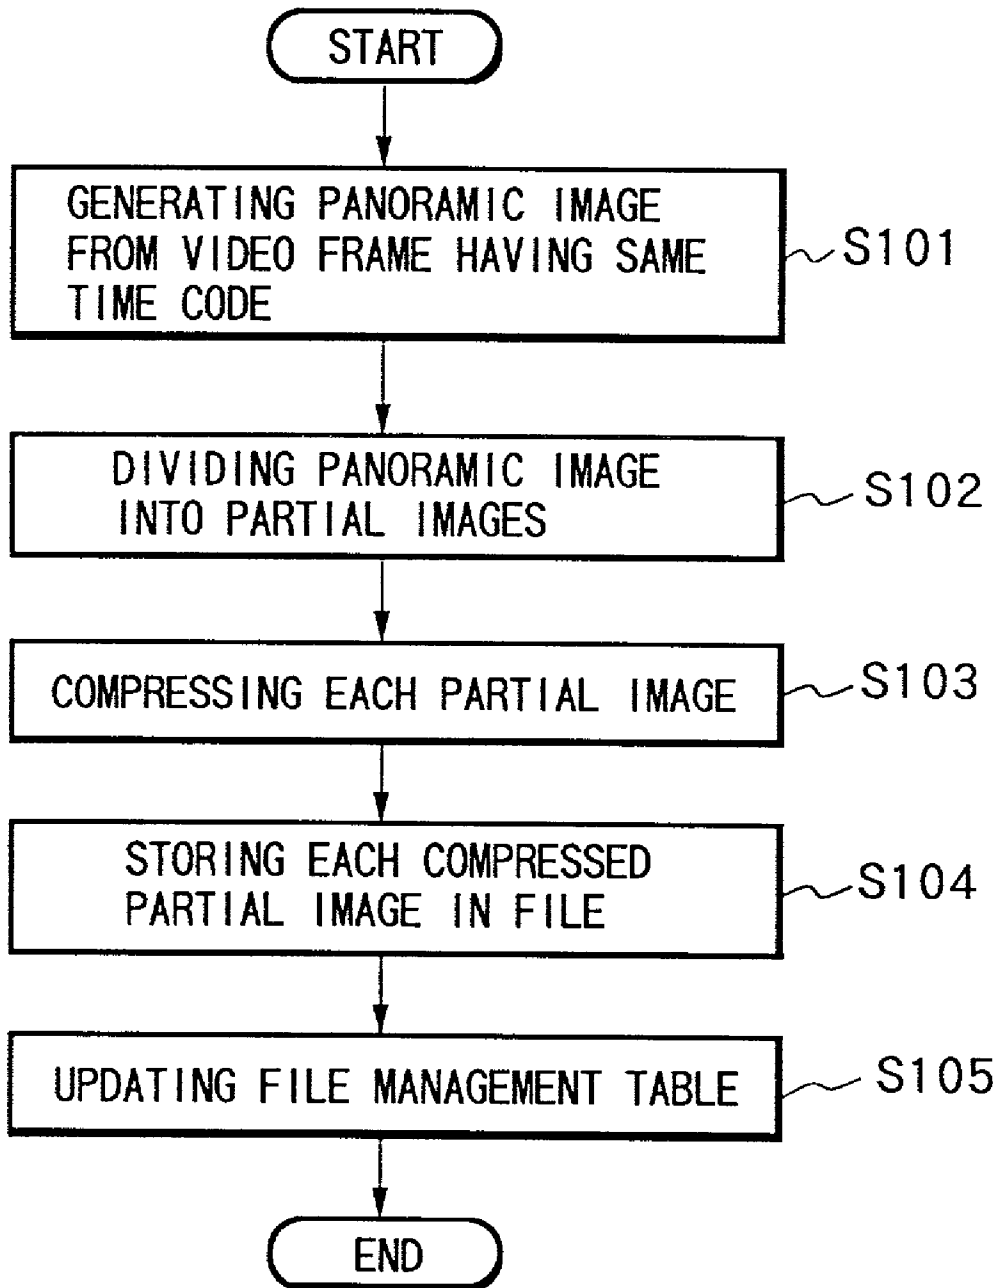 START
GENERATING PANORAMIC IMAGE
FROM VIDEO FRAME HAVING SAME
TIME CODE
S101
DIVIDING PANORAMIC IMAGE
INTO PARTIAL IMAGES
S102
COMPRESSING EACH PARTIAL IMAGE
S103
STORING EACH COMPRESSED
PARTIAL IMAGE IN FILE
S104
UPDATING FILE MANAGEMENT TABLE
S105
END